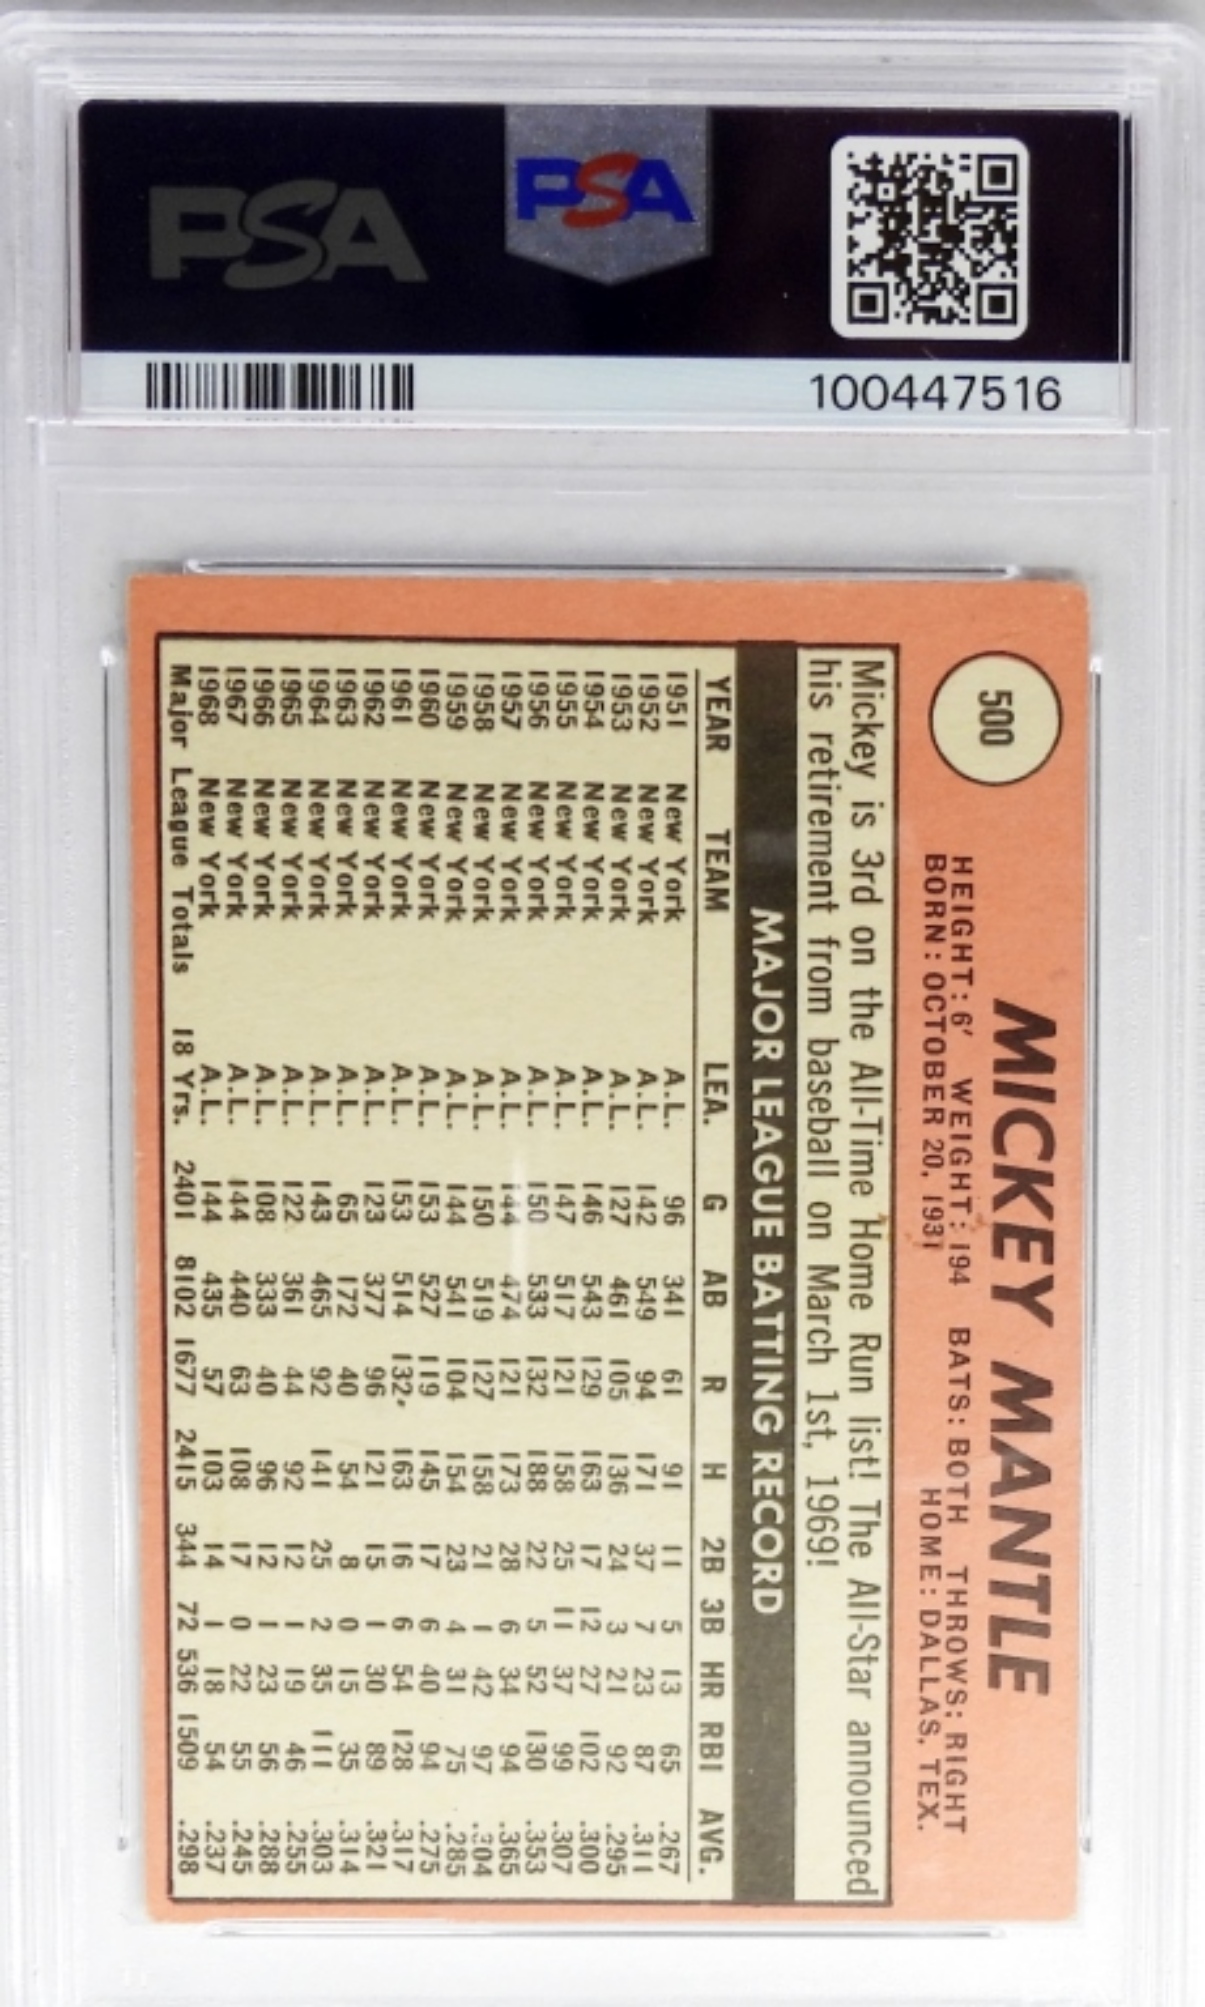 PSA
PSA
100447516
500
MICKEY MANTLE
HEIGHT: 6' WEIGHT: 194 BATS: BOTH THROWS: RIGHT
BORN: OCTOBER 20, 1931 HOME: DALLAS, TEX.
Mickey is 3rd on the All-Time Home Run list! The All-Star announced
his retirement from baseball on March 1st, 1969!
MAJOR LEAGUE BATTING RECORD
YEAR TEAM LEA. G AB R H 2B 3B HR RBI AVG.
1951 New York A.L. 96 341 61 91 11 5 13 65 .267
1952 New York A.L. 142 549 94 171 37 7 23 87 .311
1953 New York A.L. 127 461 105 136 24 3 21 92 .295
1954 New York A.L. 146 543 129 163 17 12 27 102 .300
1955 New York A.L. 147 517 121 158 25 11 37 99 .307
1956 New York A.L. 150 533 132 188 22 5 52 130 .353
1957 New York A.L. 144 474 121 173 28 6 34 94 .365
1958 New York A.L. 150 519 127 158 21 1 42 97 .304
1959 New York A.L. 144 541 104 154 23 4 31 75 .285
1960 New York A.L. 153 527 119 145 17 6 40 94 .275
1961 New York A.L. 153 514 132 163 16 6 54 128 .317
1962 New York A.L. 123 377 96 121 15 1 30 89 .321
1963 New York A.L. 65 172 40 54 8 0 15 35 .314
1964 New York A.L. 143 465 92 141 25 2 35 111 .303
1965 New York A.L. 122 361 44 92 12 1 19 46 .255
1966 New York A.L. 108 333 40 96 12 1 23 56 .288
1967 New York A.L. 144 440 63 108 17 0 22 55 .245
1968 New York A.L. 144 435 57 103 14 1 18 54 .237
Major League Totals 18 Yrs. 2401 8102 1677 2415 344 72 536 1509 .298